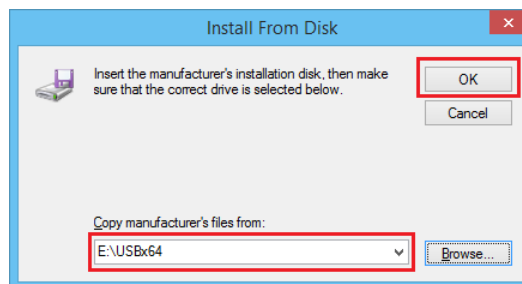 Install From Disk
Insert the manufacturer's installation disk, then make
sure that the correct drive is selected below.
OK
Cancel
Copy manufacturer's files from:
E:\USBx64
Browse...